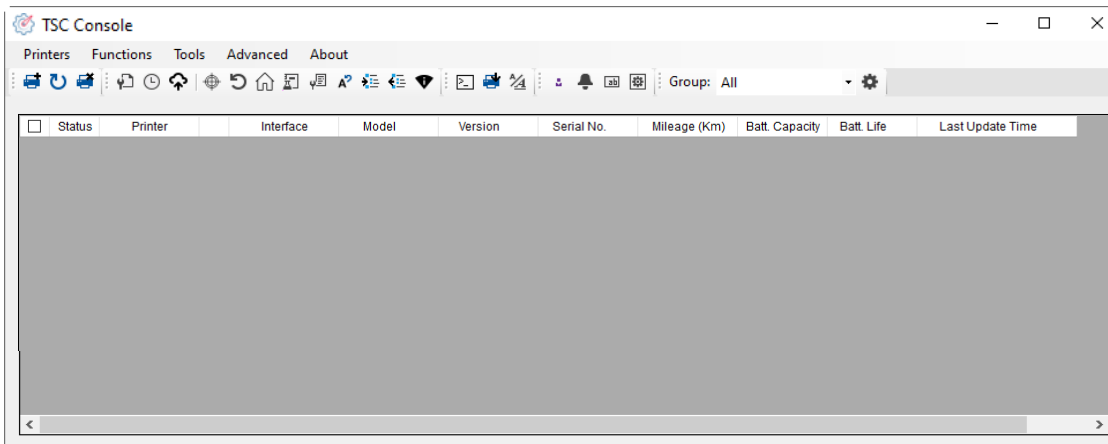 TSC Console
Printers Functions Tools Advanced About
Group: All
Status Printer Interface Model Version Serial No. Mileage (Km) Batt. Capacity Batt. Life Last Update Time